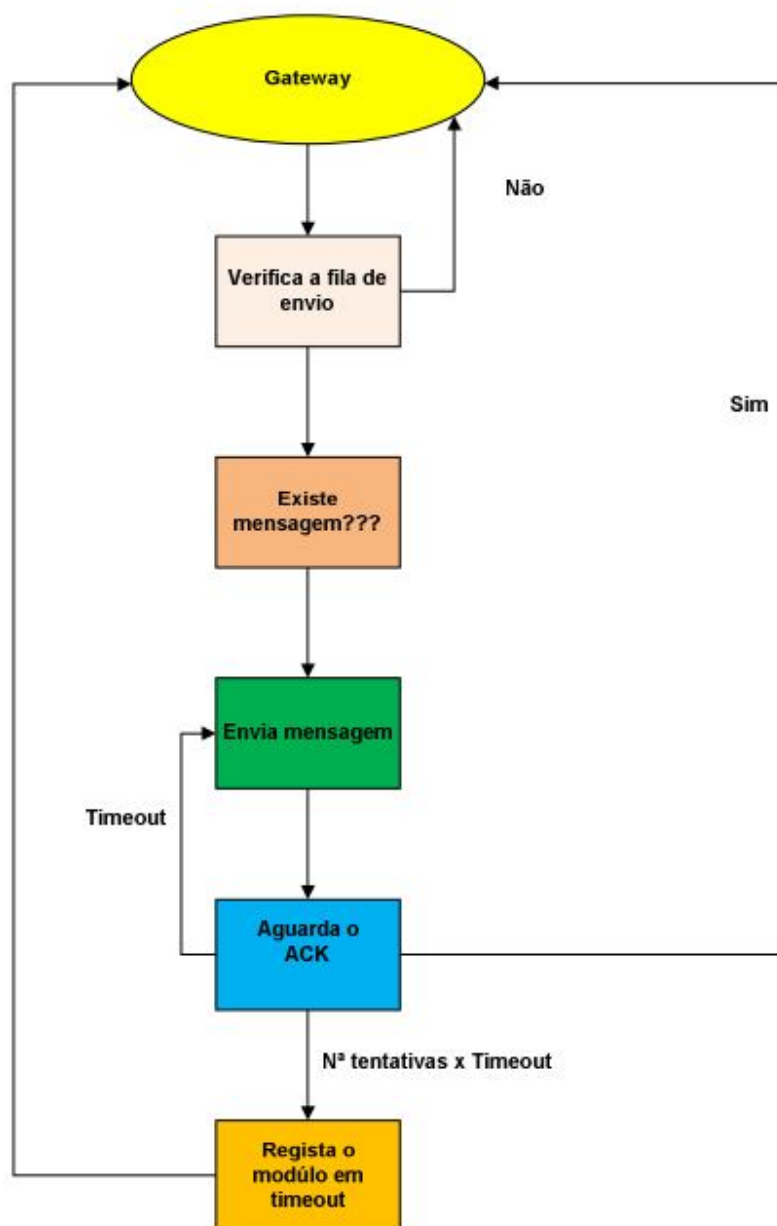 Gateway
Não
Verifica a fila de
envio
Sim
Existe
mensagem???
Envia mensagem
Timeout
Aguarda o
ACK
Nª tentativas x Timeout
Regista o
modúlo em
timeout